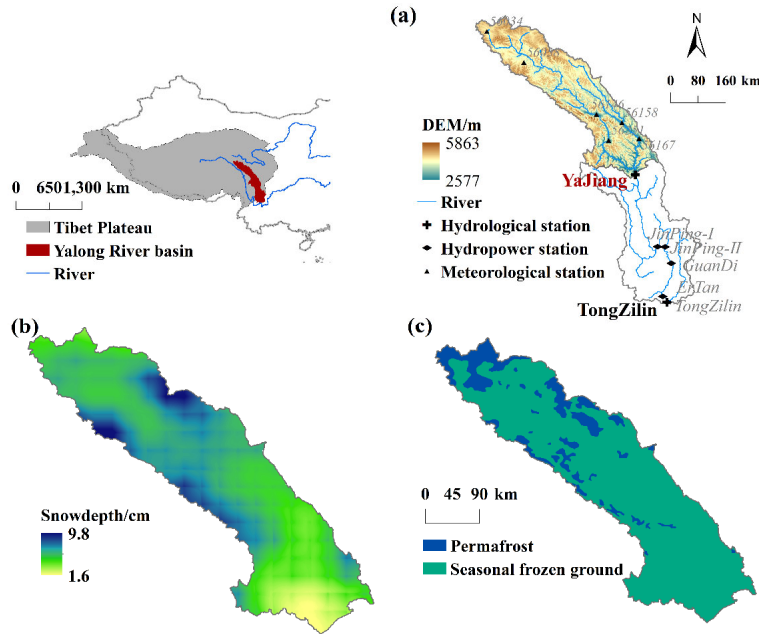 (a)
N
0 80 160 km
56034
56158
56167
DEM/m
5863
2577
YaJiang
River
Hydrological station
Hydropower station
Meteorological station
JinPing-I
JinPing-II
GuanDi
ErTan
TongZilin
TongZilin
0 6501,300 km
Tibet Plateau
Yalong River basin
River
(b)
Snowdepth/cm
9.8
1.6
(c)
0 45 90 km
Permafrost
Seasonal frozen ground